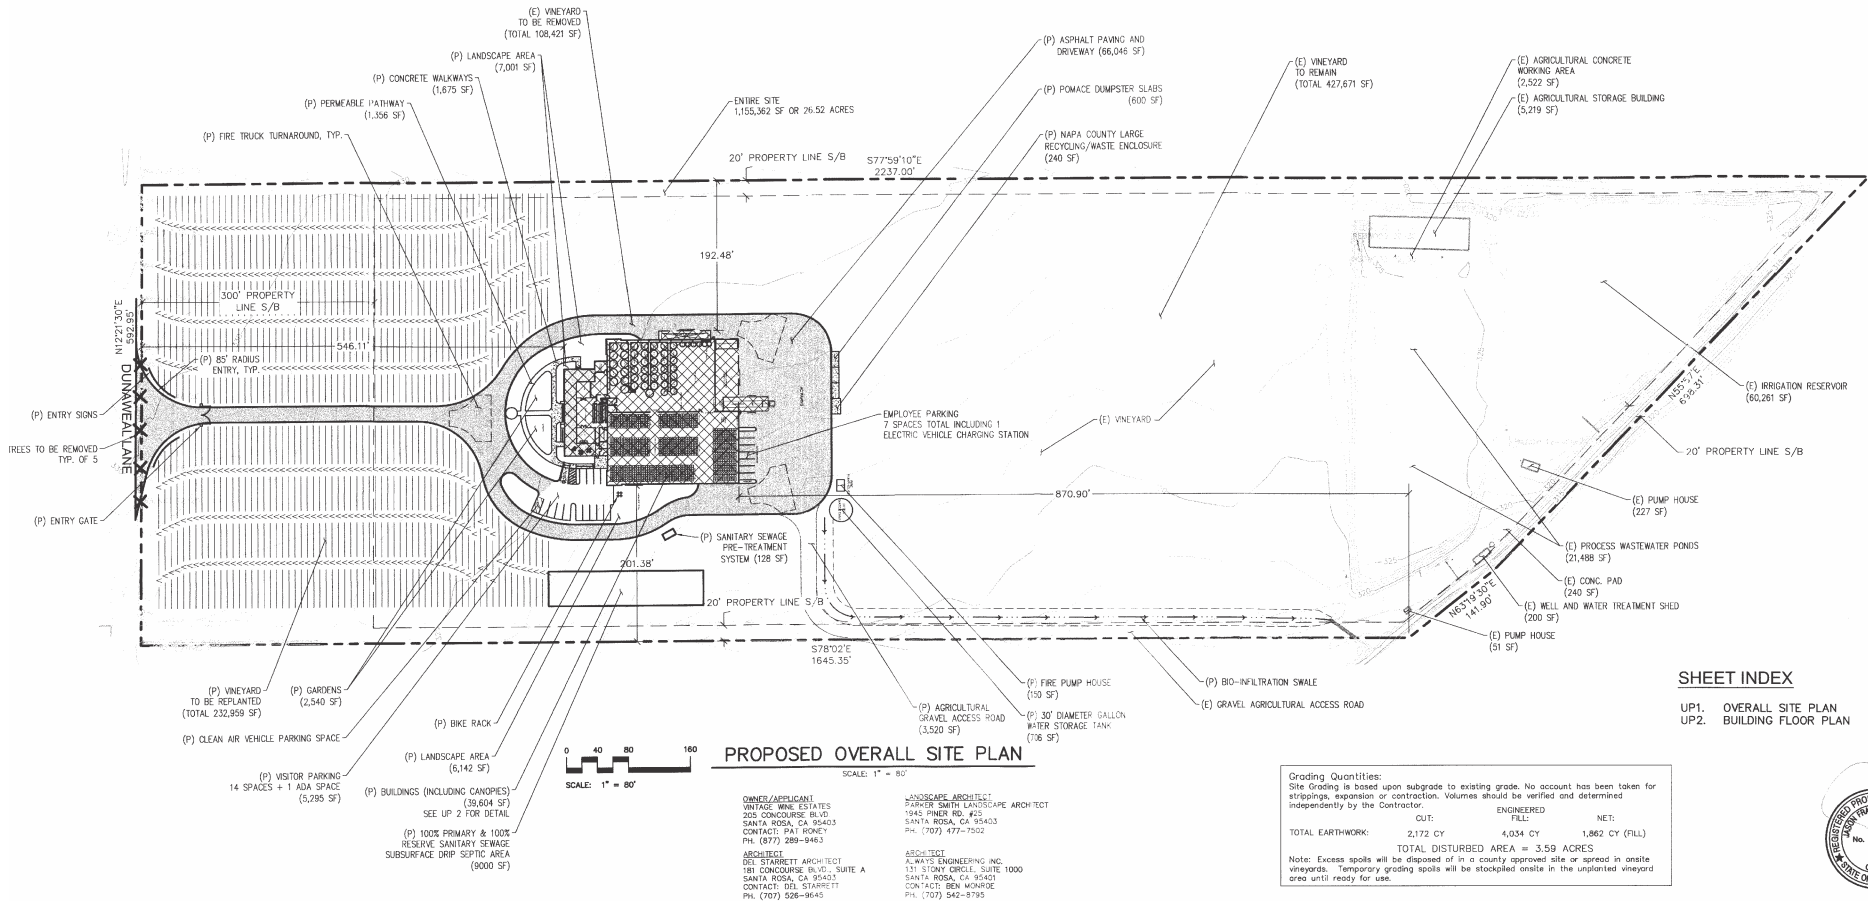 (E) VINEYARD
TO BE REMOVED
(TOTAL 108,421 SF)
(P) LANDSCAPE AREA
(7,001 SF)
(P) CONCRETE WALKWAYS
(1,675 SF)
(P) PERMEABLE PATHWAY
(1,356 SF)
(P) FIRE TRUCK TURNAROUND, TYP.
ENTIRE SITE
1,155,362 SF OR 26.52 ACRES
(P) ASPHALT PAVING AND
DRIVEWAY (66,046 SF)
(P) POMACE DUMPSTER SLABS
(600 SF)
(P) NAPA COUNTY LARGE
RECYCLING/WASTE ENCLOSURE
(240 SF)
(E) VINEYARD
TO REMAIN
(TOTAL 427,671 SF)
(E) AGRICULTURAL CONCRETE
WORKING AREA
(2,522 SF)
(E) AGRICULTURAL STORAGE BUILDING
(5,219 SF)
20' PROPERTY LINE S/B
S77°59'10"E
2237.00'
192.48'
300' PROPERTY
LINE S/B
546.11'
N12°21'30"E
592.95'
(P) 85' RADIUS
ENTRY, TYP.
DUNAWEAL LANE
(P) ENTRY SIGNS
TREES TO BE REMOVED
TYP. OF 5
(P) ENTRY GATE
EMPLOYEE PARKING
7 SPACES TOTAL INCLUDING 1
ELECTRIC VEHICLE CHARGING STATION
(E) VINEYARD
870.90'
(E) IRRIGATION RESERVOIR
(60,261 SF)
698.31'
20' PROPERTY LINE S/B
(E) PUMP HOUSE
(227 SF)
(E) PROCESS WASTEWATER PONDS
(21,488 SF)
(E) CONC. PAD
(240 SF)
(E) WELL AND WATER TREATMENT SHED
(200 SF)
(E) PUMP HOUSE
(51 SF)
N63°19'30"E
141.90'
(P) SANITARY SEWAGE
PRE-TREATMENT
SYSTEM (128 SF)
201.38'
20' PROPERTY LINE S/B
S78°02'E
1645.35'
(P) VINEYARD
TO BE REPLANTED
(TOTAL 232,959 SF)
(P) GARDENS
(2,540 SF)
(P) CLEAN AIR VEHICLE PARKING SPACE
(P) VISITOR PARKING
14 SPACES + 1 ADA SPACE
(5,295 SF)
(P) BIKE RACK
(P) LANDSCAPE AREA
(6,142 SF)
(P) BUILDINGS (INCLUDING CANOPIES)
(39,604 SF)
SEE UP 2 FOR DETAIL
(P) 100% PRIMARY & 100%
RESERVE SANITARY SEWAGE
SUBSURFACE DRIP SEPTIC AREA
(9000 SF)
(P) AGRICULTURAL
GRAVEL ACCESS ROAD
(3,520 SF)
(P) FIRE PUMP HOUSE
(150 SF)
(P) 30' DIAMETER GALLON
WATER STORAGE TANK
(706 SF)
(P) BIO-INFILTRATION SWALE
(E) GRAVEL AGRICULTURAL ACCESS ROAD
SHEET INDEX
UP1. OVERALL SITE PLAN
UP2. BUILDING FLOOR PLAN
0 40 80 160
SCALE: 1" = 80'
PROPOSED OVERALL SITE PLAN
SCALE: 1" = 80'
OWNER/APPLICANT
VINTAGE WINE ESTATES
205 CONCOURSE BLVD.
SANTA ROSA, CA 95403
CONTACT: PAT RONEY
PH. (877) 289-9463
ARCHITECT
DEL STARRETT ARCHITECT
181 CONCOURSE BLVD., SUITE A
SANTA ROSA, CA 95403
CONTACT: DEL STARRETT
PH. (707) 526-9645
LANDSCAPE ARCHITECT
PARKER SMITH LANDSCAPE ARCHITECT
1945 PINER RD. #25
SANTA ROSA, CA 95403
PH. (707) 477-7502
ARCHITECT
ALWAYS ENGINEERING INC.
131 STONY CIRCLE, SUITE 1000
SANTA ROSA, CA 95401
CONTACT: BEN MONROE
PH. (707) 542-8795
Grading Quantities:
Site Grading is based upon subgrade to existing grade. No account has been taken for
strippings, expansion or contraction. Volumes should be verified and determined
independently by the Contractor.
ENGINEERED
CUT: FILL: NET:
TOTAL EARTHWORK: 2,172 CY 4,034 CY 1,862 CY (FILL)
TOTAL DISTURBED AREA = 3.59 ACRES
Note: Excess spoils will be disposed of in a county approved site or spread in onsite
vineyards. Temporary grading spoils will be stockpiled onsite in the unplanted vineyard
area until ready for use.
REGISTERED
No.
STATE